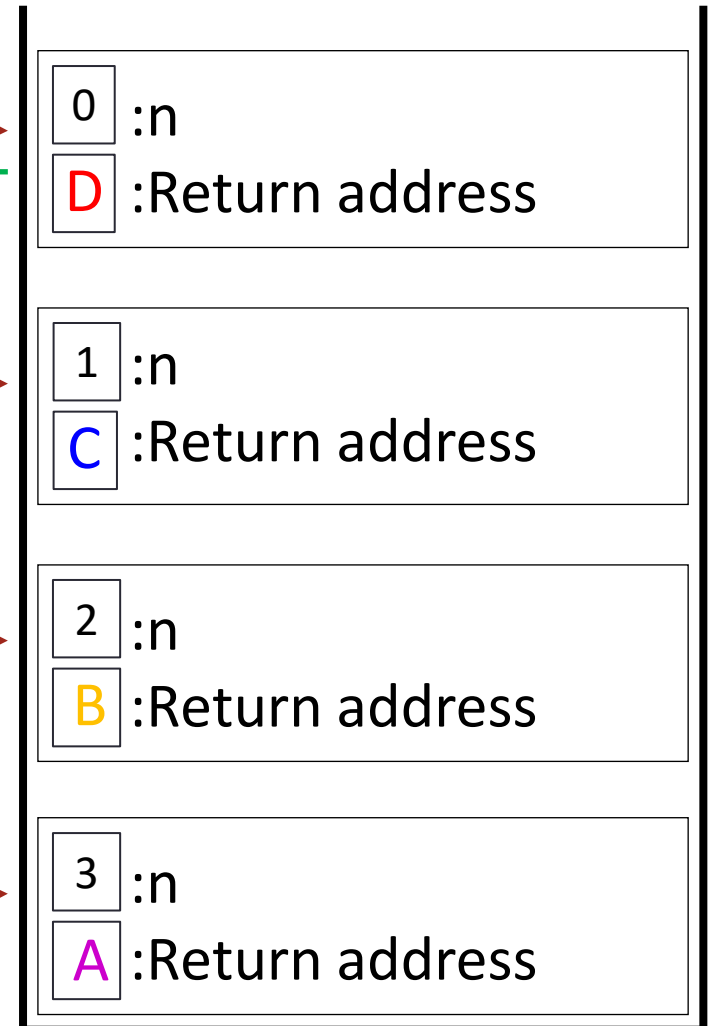 0 :n
D :Return address
1 :n
C :Return address
2 :n
B :Return address
3 :n
A :Return address